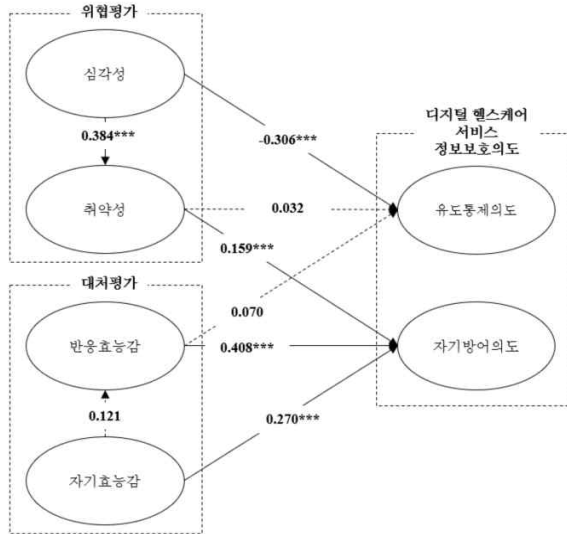 위협평가
심각성
0.384***
취약성
-0.306***
0.032
0.159***
디지털 헬스케어
서비스
정보보호의도
유도통제의도
자기방어의도
대처평가
반응효능감
0.070
0.408***
0.121
0.270***
자기효능감